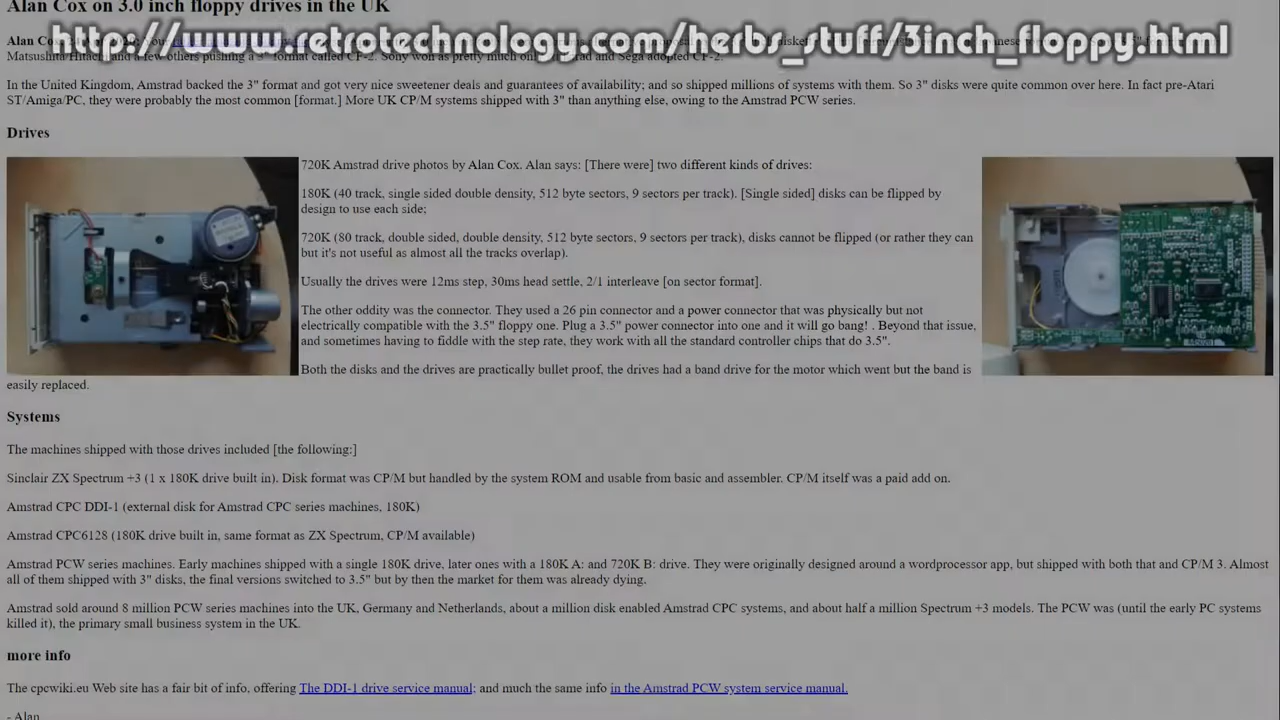 Alan Cox on 3.0 inch floppy drives in the UK
http://www.retrotechnology.com/herbs_stuff/3inch_floppy.html
Alan Cox
Matsushita/Hitachi and a few others pushing a 3" format called CF-2. Sony won as pretty much only Amstrad and Sega adopted CF-2.
In the United Kingdom, Amstrad backed the 3" format and got very nice sweetener deals and guarantees of availability; and so shipped millions of systems with them. So 3" disks were quite common over here. In fact pre-Atari
ST/Amiga/PC, they were probably the most common [format.] More UK CP/M systems shipped with 3" than anything else, owing to the Amstrad PCW series.
Drives
720K Amstrad drive photos by Alan Cox. Alan says: [There were] two different kinds of drives:
180K (40 track, single sided double density, 512 byte sectors, 9 sectors per track). [Single sided] disks can be flipped by
design to use each side;
720K (80 track, double sided, double density, 512 byte sectors, 9 sectors per track), disks cannot be flipped (or rather they can
but it's not useful as almost all the tracks overlap).
Usually the drives were 12ms step, 30ms head settle, 2/1 interleave [on sector format].
The other oddity was the connector. They used a 26 pin connector and a power connector that was physically but not
electrically compatible with the 3.5" floppy one. Plug a 3.5" power connector into one and it will go bang! . Beyond that issue,
and sometimes having to fiddle with the step rate, they work with all the standard controller chips that do 3.5".
Both the disks and the drives are practically bullet proof, the drives had a band drive for the motor which went but the band is
easily replaced.
Systems
The machines shipped with those drives included [the following:]
Sinclair ZX Spectrum +3 (1 x 180K drive built in). Disk format was CP/M but handled by the system ROM and usable from basic and assembler. CP/M itself was a paid add on.
Amstrad CPC DDI-1 (external disk for Amstrad CPC series machines, 180K)
Amstrad CPC6128 (180K drive built in, same format as ZX Spectrum, CP/M available)
Amstrad PCW series machines. Early machines shipped with a single 180K drive, later ones with a 180K A: and 720K B: drive. They were originally designed around a wordprocessor app, but shipped with both that and CP/M 3. Almost
all of them shipped with 3" disks, the final versions switched to 3.5" but by then the market for them was already dying.
Amstrad sold around 8 million PCW series machines into the UK, Germany and Netherlands, about a million disk enabled Amstrad CPC systems, and about half a million Spectrum +3 models. The PCW was (until the early PC systems
killed it), the primary small business system in the UK.
more info
The cpcwiki.eu Web site has a fair bit of info, offering The DDI-1 drive service manual; and much the same info in the Amstrad PCW system service manual.
- Alan